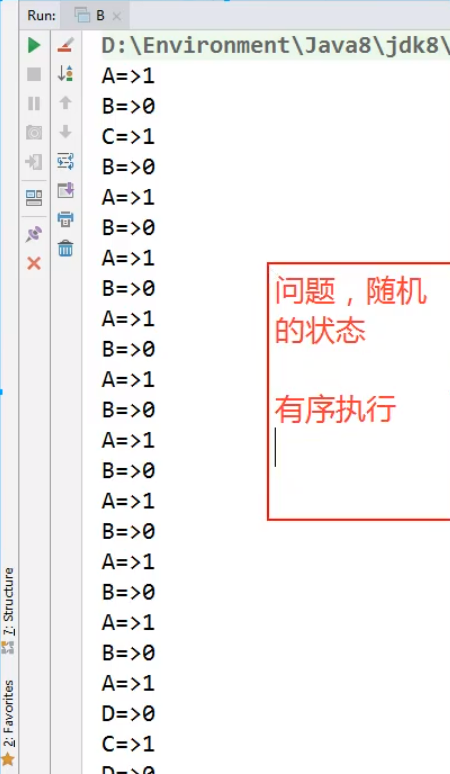 Run: B ×
D:\Environment\Java8\jdk8\
A=>1
B=>0
C=>1
B=>0
A=>1
B=>0
A=>1
B=>0
A=>1
B=>0
A=>1
B=>0
A=>1
B=>0
A=>1
B=>0
A=>1
B=>0
A=>1
B=>0
A=>1
D=>0
C=>1
D=>0
问题，随机
的状态
有序执行
7: Structure
2: Favorites